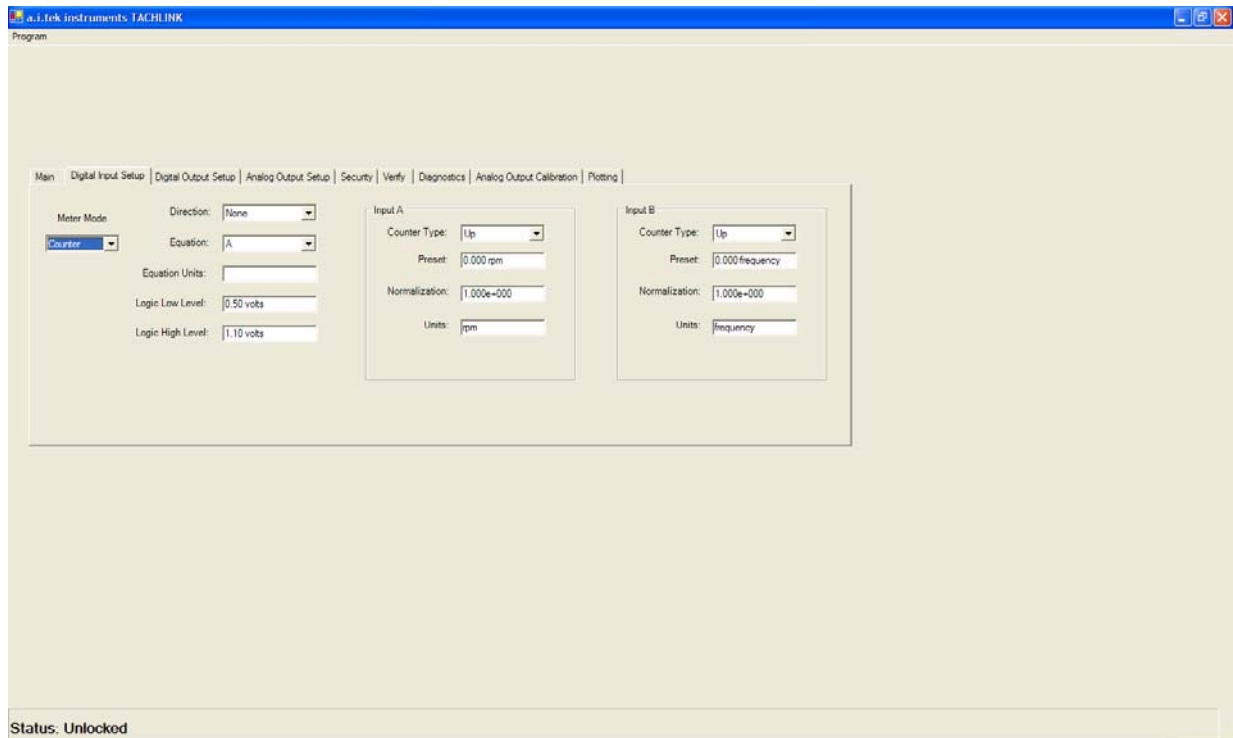 a.i.tek instruments TACHLINK
Program
Main Digital Input Setup Digital Output Setup Analog Output Setup Security Verify Diagnostics Analog Output Calibration Plotting
Meter Mode
Counter
Direction: None
Equation: A
Equation Units:
Logic Low Level: 0.50 volts
Logic High Level: 1.10 volts
Input A
Counter Type: Up
Preset: 0.000 rpm
Normalization: 1.000e+000
Units: rpm
Input B
Counter Type: Up
Preset: 0.000 frequency
Normalization: 1.000e+000
Units: frequency
Status: Unlocked